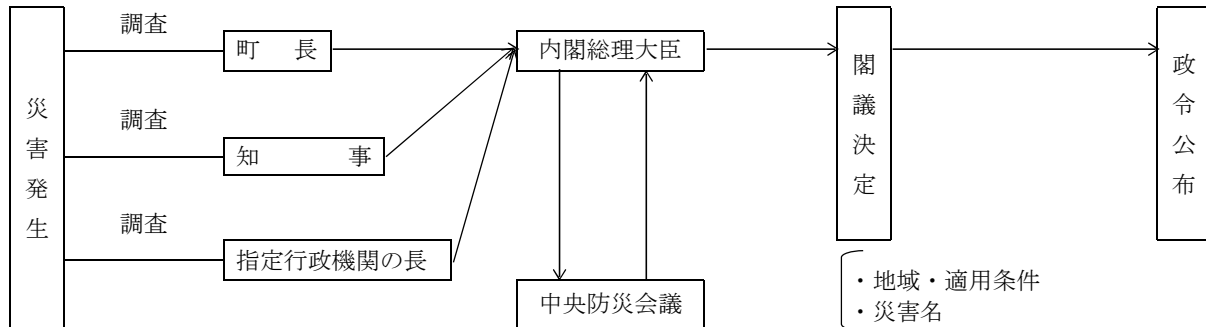 災害発生
調査
町　長
調査
知　　事
調査
指定行政機関の長
内閣総理大臣
中央防災会議
閣議決定
・地域・適用条件
・災害名
政令公布